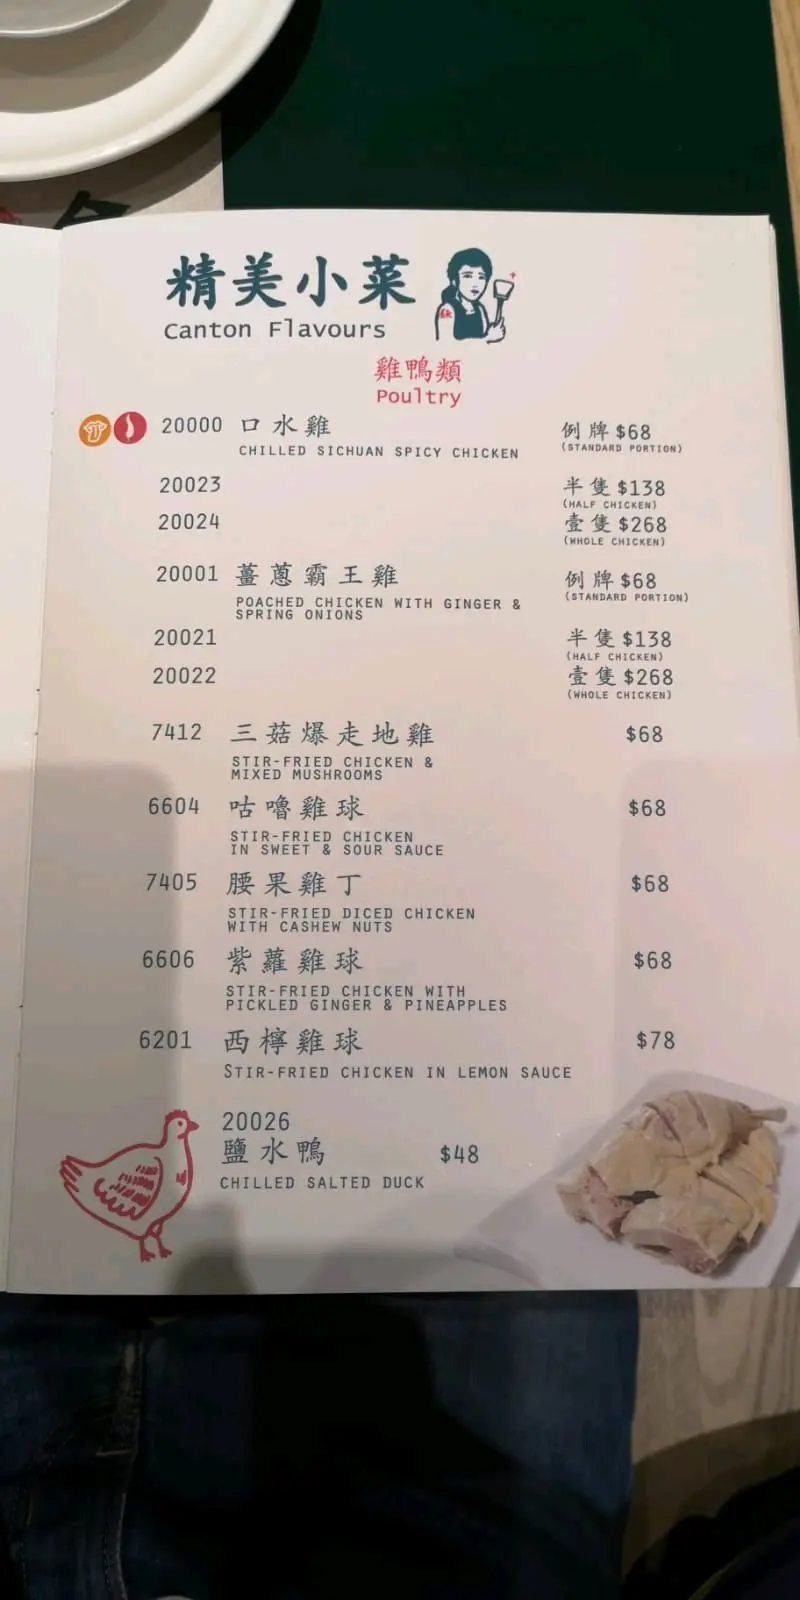 精美小菜
Canton Flavours
雞鴨類
Poultry
20000 口水雞 例牌 $68
CHILLED SICHUAN SPICY CHICKEN (STANDARD PORTION)
20023 半隻 $138
(HALF CHICKEN)
20024 壹隻 $268
(WHOLE CHICKEN)
20001 薑蔥霸王雞 例牌 $68
POACHED CHICKEN WITH GINGER & (STANDARD PORTION)
SPRING ONIONS
20021 半隻 $138
(HALF CHICKEN)
20022 壹隻 $268
(WHOLE CHICKEN)
7412 三菇爆走地雞 $68
STIR-FRIED CHICKEN &
MIXED MUSHROOMS
6604 咕嚕雞球 $68
STIR-FRIED CHICKEN
IN SWEET & SOUR SAUCE
7405 腰果雞丁 $68
STIR-FRIED DICED CHICKEN
WITH CASHEW NUTS
6606 紫蘿雞球 $68
STIR-FRIED CHICKEN WITH
PICKLED GINGER & PINEAPPLES
6201 西檸雞球 $78
STIR-FRIED CHICKEN IN LEMON SAUCE
20026
鹽水鴨 $48
CHILLED SALTED DUCK